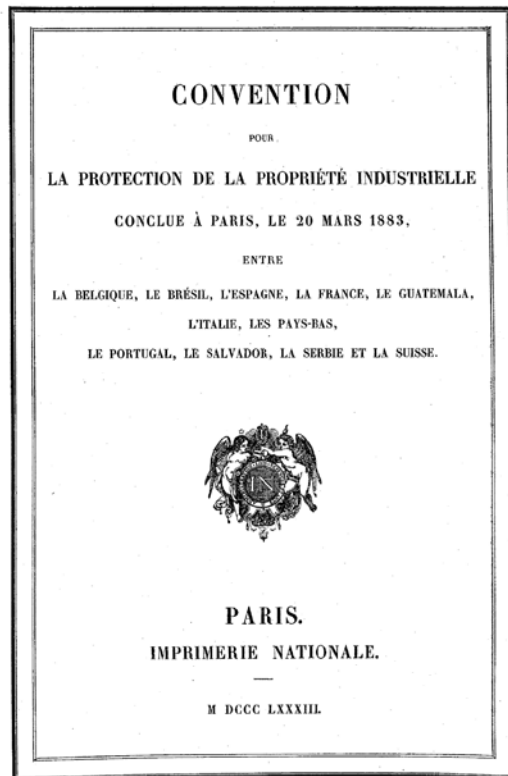 CONVENTION
POUR
LA PROTECTION DE LA PROPRIÉTÉ INDUSTRIELLE
CONCLUE À PARIS, LE 20 MARS 1883,
ENTRE
LA BELGIQUE, LE BRÉSIL, L'ESPAGNE, LA FRANCE, LE GUATEMALA,
L'ITALIE, LES PAYS-BAS,
LE PORTUGAL, LE SALVADOR, LA SERBIE ET LA SUISSE.
IN
PARIS.
IMPRIMERIE NATIONALE.
M DCCC LXXXIII.